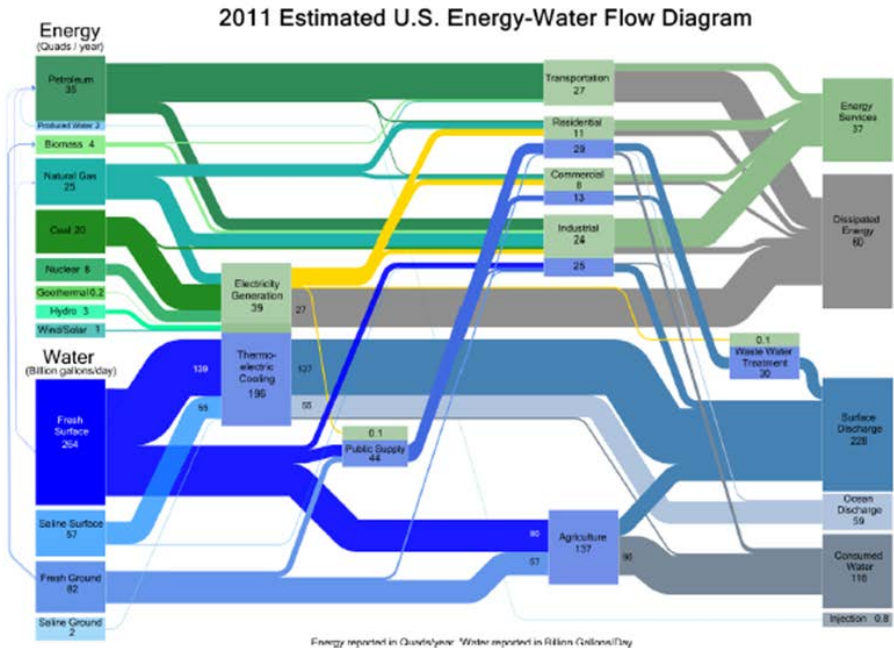 2011 Estimated U.S. Energy-Water Flow Diagram
Energy
(Quads / year)
Petroleum
35
Produced Water 2
Biomass 4
Natural Gas
25
Coal 20
Nuclear 8
Geothermal 0.2
Hydro 3
Wind/Solar 1
Water
(Billion gallons/day)
Fresh
Surface
264
Saline Surface
57
Fresh Ground
82
Saline Ground
2
Electricity
Generation
39
27
Thermo-
electric
Cooling
196
139
55
137
55
0.1
Public Supply
44
Transportation
27
Residential
11
29
Commercial
8
13
Industrial
24
25
80
57
Agriculture
137
0.1
Waste Water
Treatment
30
Energy
Services
37
Dissipated
Energy
60
Surface
Discharge
228
Ocean
Discharge
59
Consumed
Water
116
Injection 0.8
Energy reported in Quads/year. Water reported in Billion Gallons/Day